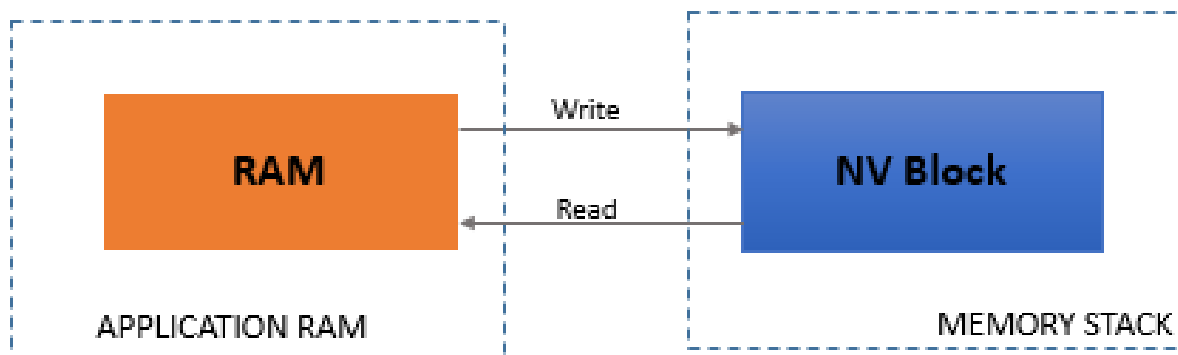 Write
RAM
NV Block
Read
APPLICATION RAM
MEMORY STACK